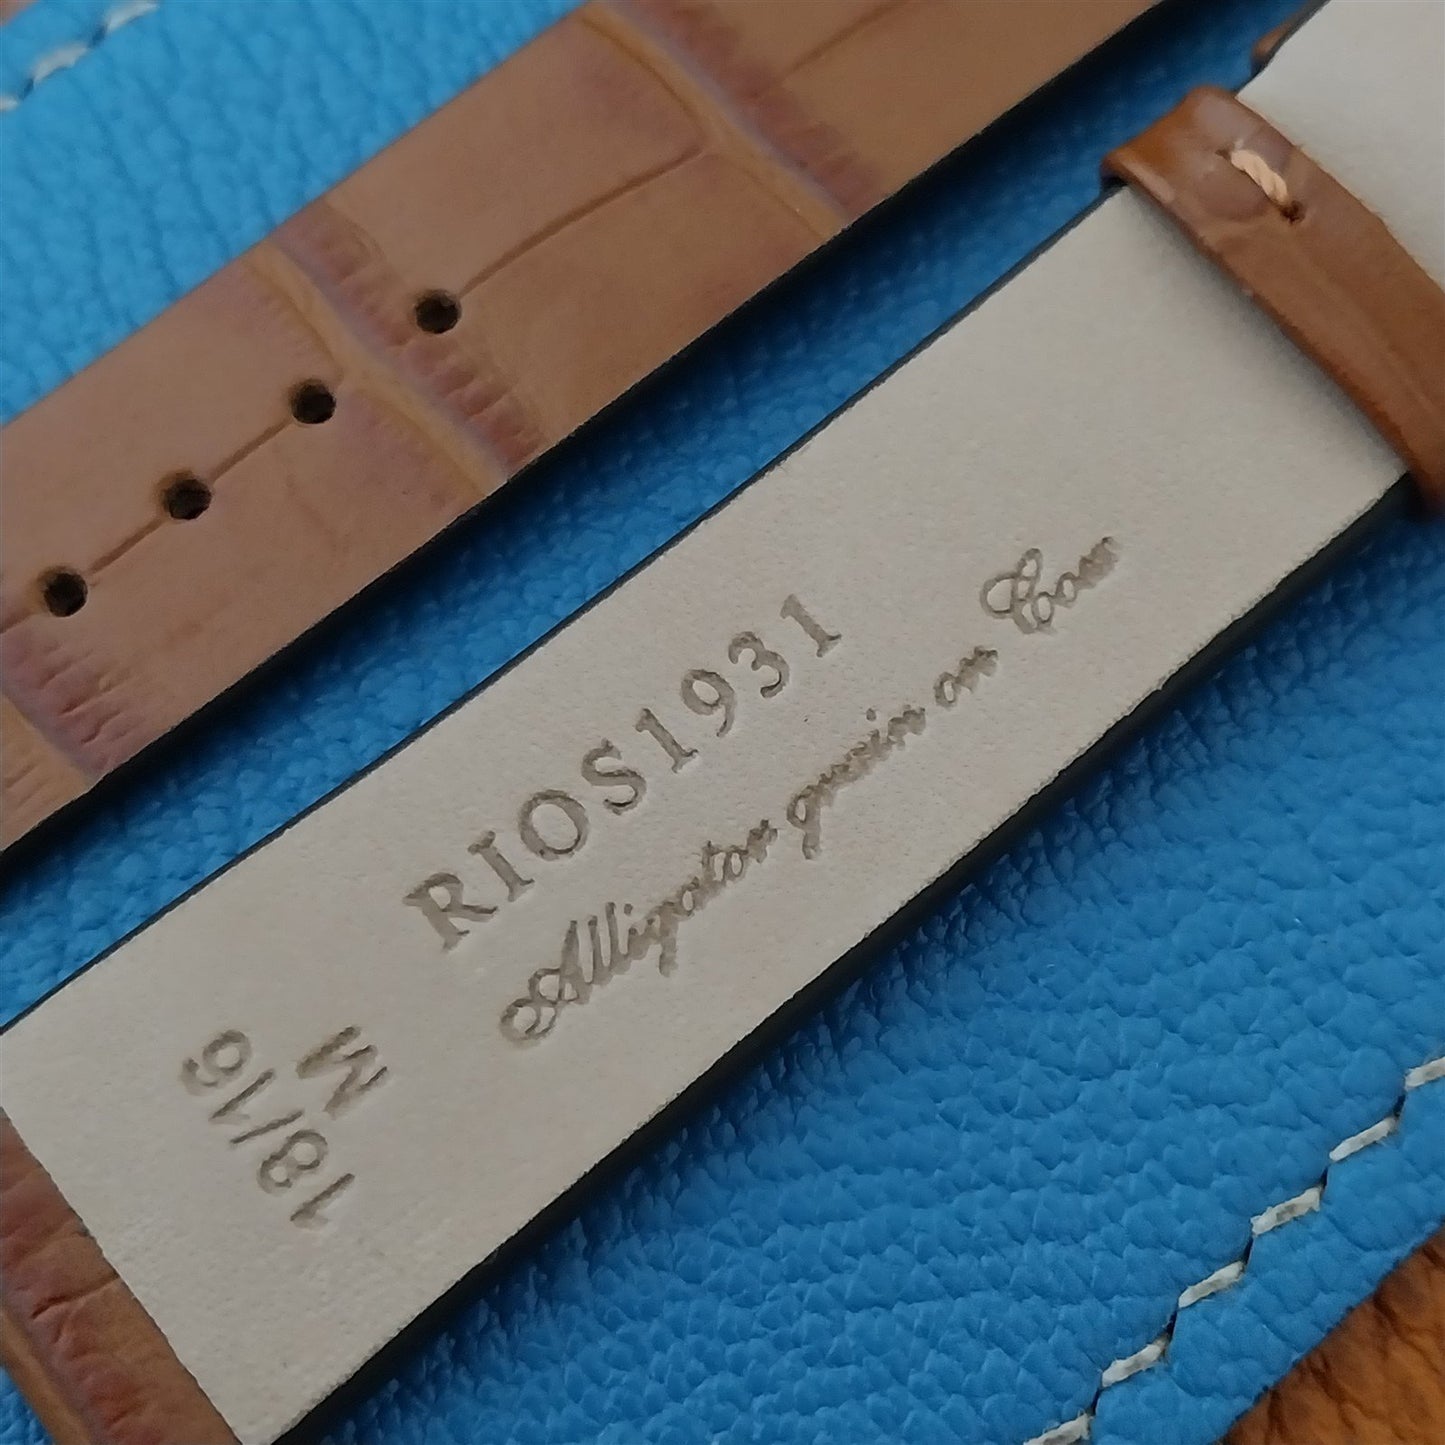 RIOS1931
Alligator grain on Cow
M
18/16